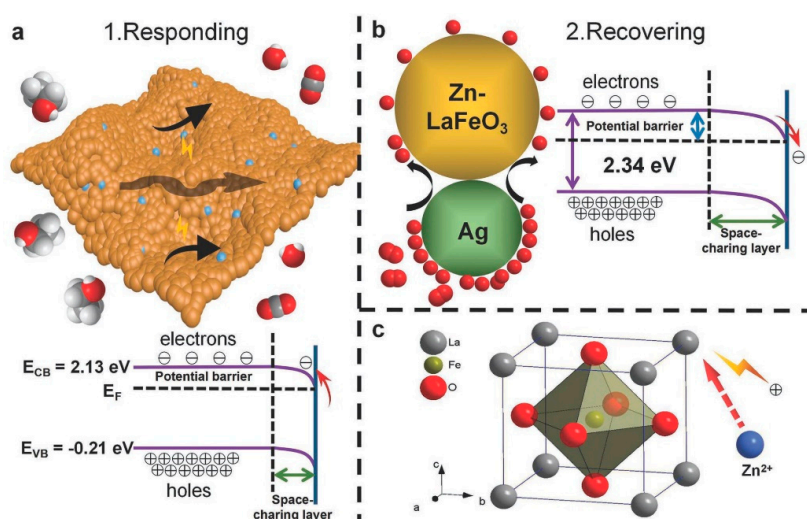 a
1.Responding
electrons
E_CB = 2.13 eV
Potential barrier
E_F
E_VB = -0.21 eV
holes
Space-
charing layer
b
2.Recovering
Zn-
LaFeO₃
Ag
electrons
Potential barrier
2.34 eV
holes
Space-
charing layer
c
La
Fe
O
Zn²⁺
c
a
b